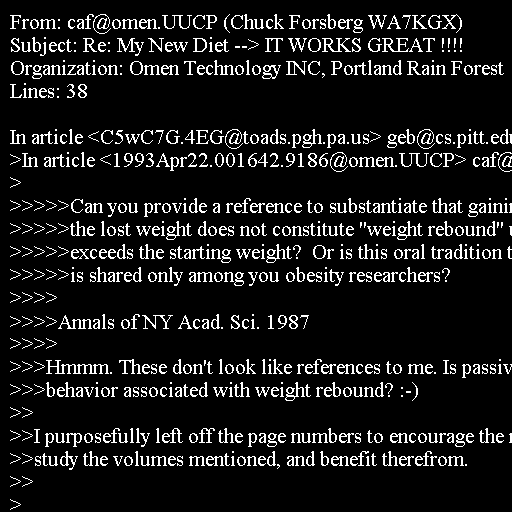 From: caf@omen.UUCP (Chuck Forsberg WA7KGX)
Subject: Re: My New Diet --> IT WORKS GREAT !!!!
Organization: Omen Technology INC, Portland Rain Forest
Lines: 38

In article <C5wC7G.4EG@toads.pgh.pa.us> geb@cs.pitt.edu
>In article <1993Apr22.001642.9186@omen.UUCP> caf@
>
>>>>>Can you provide a reference to substantiate that gaini
>>>>>the lost weight does not constitute "weight rebound" u
>>>>>exceeds the starting weight?  Or is this oral tradition t
>>>>>is shared only among you obesity researchers?
>>>>
>>>>Annals of NY Acad. Sci. 1987
>>>>
>>>Hmmm. These don't look like references to me. Is passiv
>>>behavior associated with weight rebound? :-)
>>
>>I purposefully left off the page numbers to encourage the r
>>study the volumes mentioned, and benefit therefrom.
>>
>